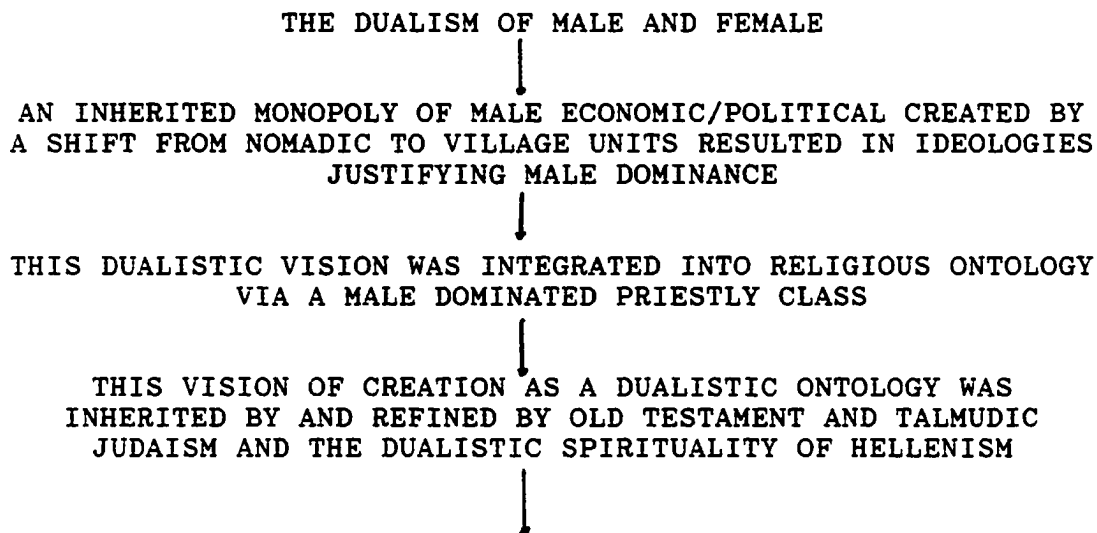 THE DUALISM OF MALE AND FEMALE
AN INHERITED MONOPOLY OF MALE ECONOMIC/POLITICAL CREATED BY
A SHIFT FROM NOMADIC TO VILLAGE UNITS RESULTED IN IDEOLOGIES
JUSTIFYING MALE DOMINANCE
THIS DUALISTIC VISION WAS INTEGRATED INTO RELIGIOUS ONTOLOGY
VIA A MALE DOMINATED PRIESTLY CLASS
THIS VISION OF CREATION AS A DUALISTIC ONTOLOGY WAS
INHERITED BY AND REFINED BY OLD TESTAMENT AND TALMUDIC
JUDAISM AND THE DUALISTIC SPIRITUALITY OF HELLENISM